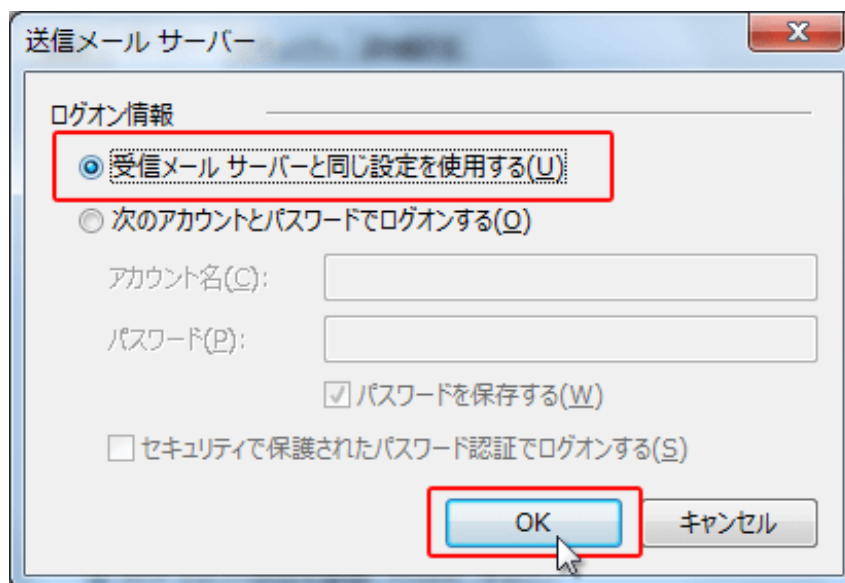 送信メール サーバー
ログオン情報
受信メール サーバーと同じ設定を使用する(U)
次のアカウントとパスワードでログオンする(O)
アカウント名(C):
パスワード(P):
パスワードを保存する(W)
セキュリティで保護されたパスワード認証でログオンする(S)
OK キャンセル